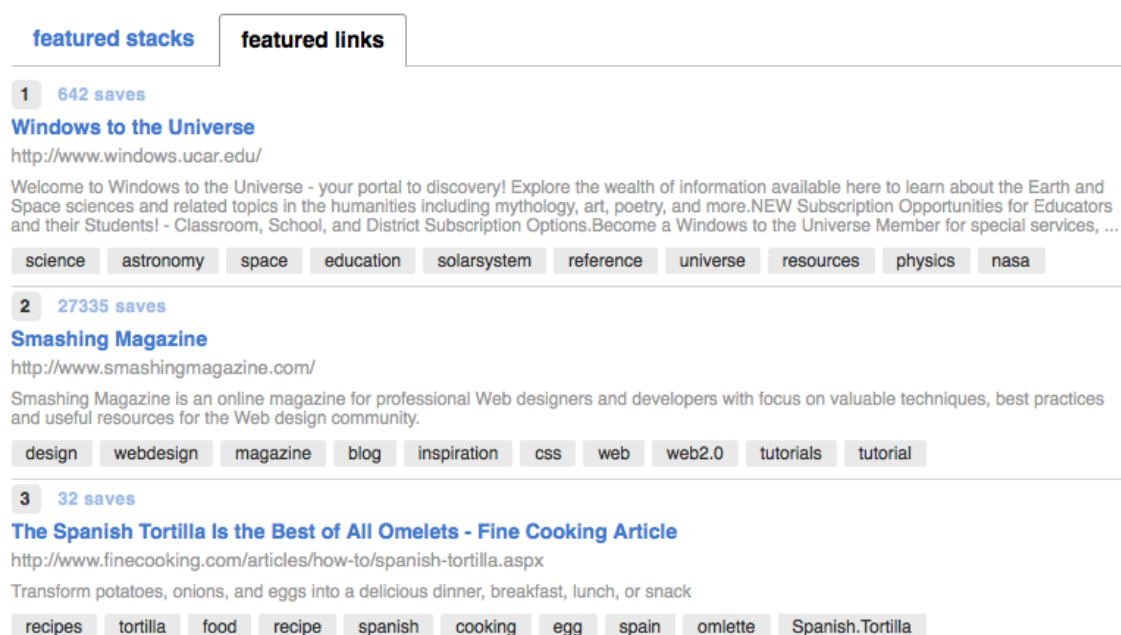 featured stacks featured links
1 642 saves
Windows to the Universe
http://www.windows.ucar.edu/
Welcome to Windows to the Universe - your portal to discovery! Explore the wealth of information available here to learn about the Earth and
Space sciences and related topics in the humanities including mythology, art, poetry, and more.NEW Subscription Opportunities for Educators
and their Students! - Classroom, School, and District Subscription Options.Become a Windows to the Universe Member for special services, ...
science astronomy space education solarsystem reference universe resources physics nasa
2 27335 saves
Smashing Magazine
http://www.smashingmagazine.com/
Smashing Magazine is an online magazine for professional Web designers and developers with focus on valuable techniques, best practices
and useful resources for the Web design community.
design webdesign magazine blog inspiration css web web2.0 tutorials tutorial
3 32 saves
The Spanish Tortilla Is the Best of All Omelets - Fine Cooking Article
http://www.finecooking.com/articles/how-to/spanish-tortilla.aspx
Transform potatoes, onions, and eggs into a delicious dinner, breakfast, lunch, or snack
recipes tortilla food recipe spanish cooking egg spain omlette Spanish.Tortilla